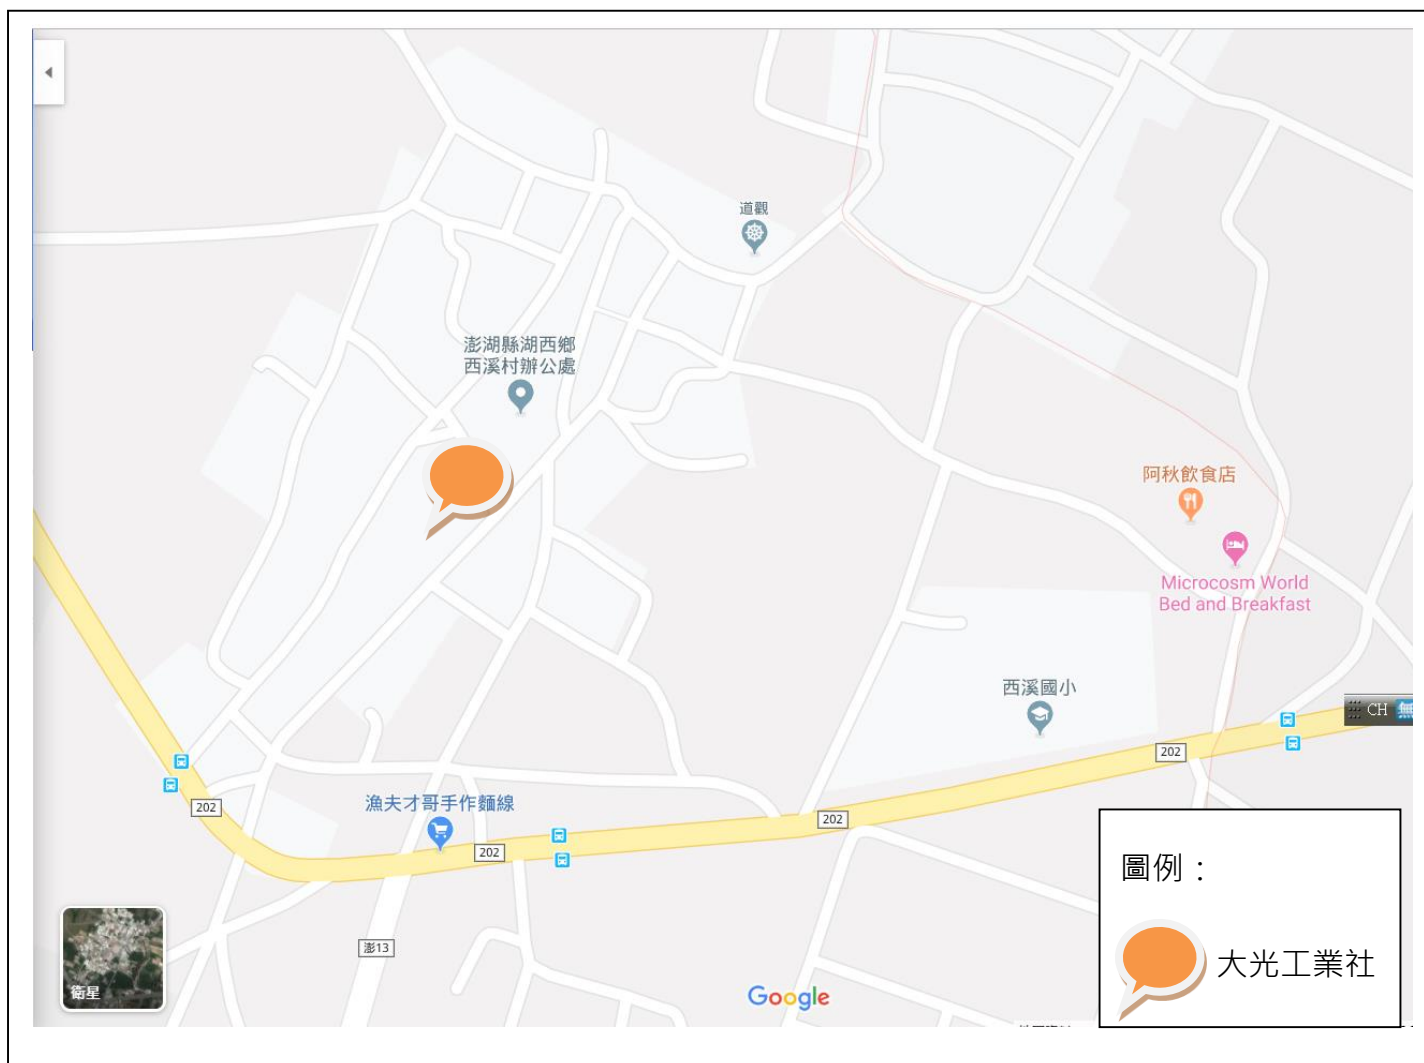 道觀
澎湖縣湖西鄉
西溪村辦公處
阿秋飲食店
Microcosm World
Bed and Breakfast
西溪國小
CH 無
202
202
漁夫才哥手作麵線
202
202
圖例：
澎13
大光工業社
衛星
Google